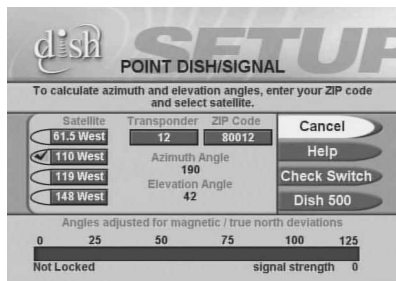 dish
SETUP
POINT DISH/SIGNAL
To calculate azimuth and elevation angles, enter your ZIP code
and select satellite.
Satellite Transponder ZIP Code
61.5 West 12 80012
110 West
119 West
148 West
Azimuth Angle
190
Elevation Angle
42
Cancel
Help
Check Switch
Dish 500
Angles adjusted for magnetic / true north deviations
0 25 50 75 100 125
Not Locked signal strength 0